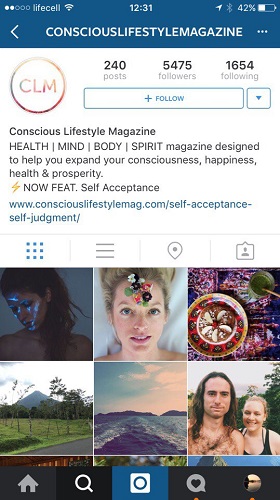 lifecell 12:31 42%
CONSCIOUSLIFESTYLEMAGAZINE
CLM
240 5475 1654
posts followers following
+ FOLLOW
Conscious Lifestyle Magazine
HEALTH | MIND | BODY | SPIRIT magazine designed
to help you expand your consciousness, happiness,
health & prosperity.
⚡NOW FEAT. Self Acceptance
www.consciouslifestylemag.com/self-acceptance-
self-judgment/